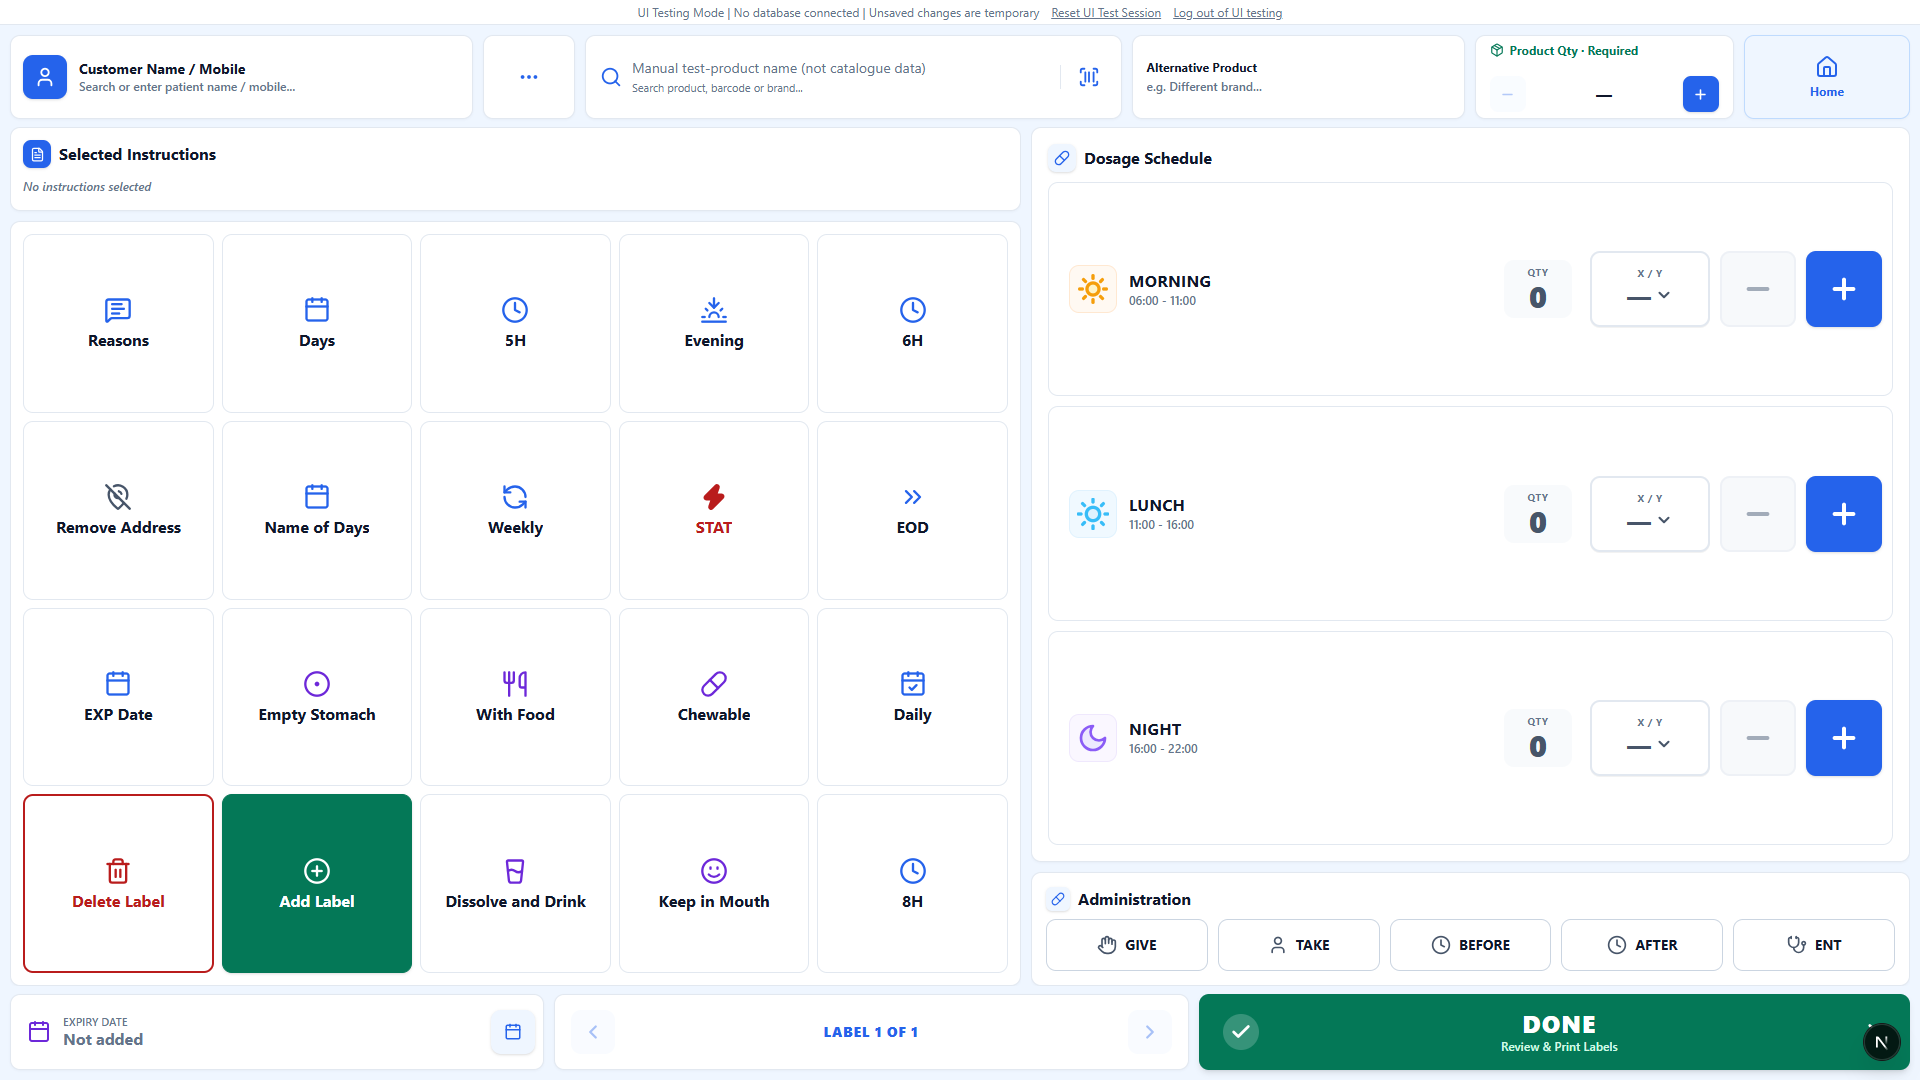 UI Testing Mode | No database connected | Unsaved changes are temporary Reset UI Test Session Log out of UI testing
Customer Name / Mobile
Search or enter patient name / mobile...
Manual test-product name (not catalogue data)
Search product, barcode or brand...
Alternative Product
e.g. Different brand...
Product Qty · Required
—
Home
Selected Instructions
No instructions selected
Reasons
Days
5H
Evening
6H
Remove Address
Name of Days
Weekly
STAT
EOD
EXP Date
Empty Stomach
With Food
Chewable
Daily
Delete Label
Add Label
Dissolve and Drink
Keep in Mouth
8H
Dosage Schedule
MORNING
06:00 - 11:00
QTY
0
X / Y
—
LUNCH
11:00 - 16:00
QTY
0
X / Y
—
NIGHT
16:00 - 22:00
QTY
0
X / Y
—
Administration
GIVE
TAKE
BEFORE
AFTER
ENT
EXPIRY DATE
Not added
LABEL 1 OF 1
DONE
Review & Print Labels
N